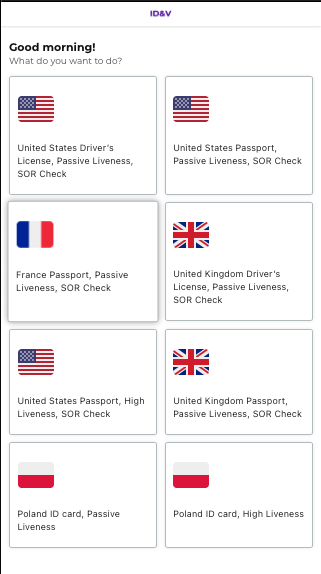 ID&V
Good morning!
What do you want to do?
United States Driver's
License, Passive Liveness,
SOR Check
United States Passport,
Passive Liveness, SOR Check
France Passport, Passive
Liveness, SOR Check
United Kingdom Driver's
License, Passive Liveness,
SOR Check
United States Passport, High
Liveness, SOR Check
United Kingdom Passport,
Passive Liveness, SOR Check
Poland ID card, Passive
Liveness
Poland ID card, High Liveness